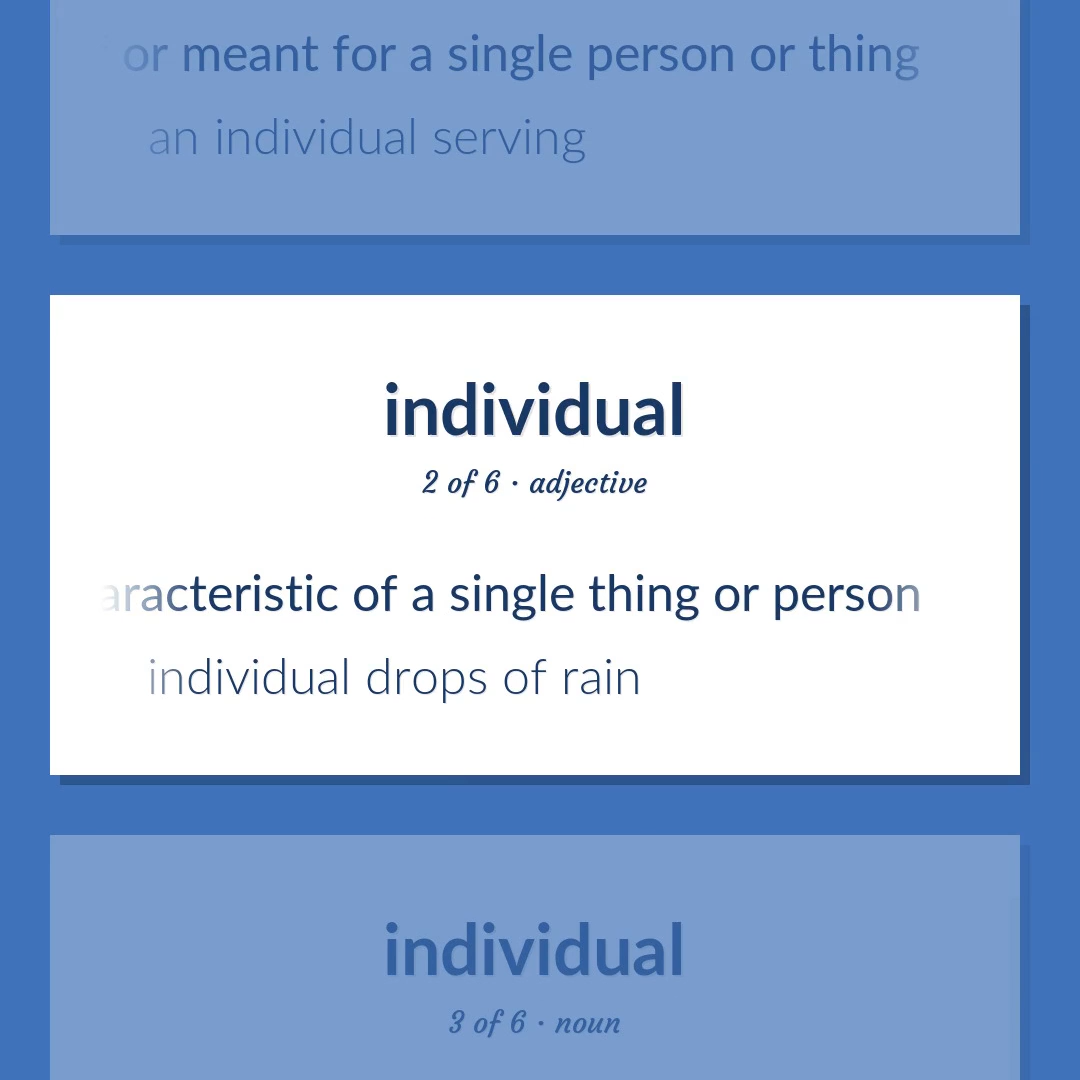 or meant for a single person or thing
an individual serving
individual
2 of 6 · adjective
aracteristic of a single thing or person
individual drops of rain
individual
3 of 6 · noun